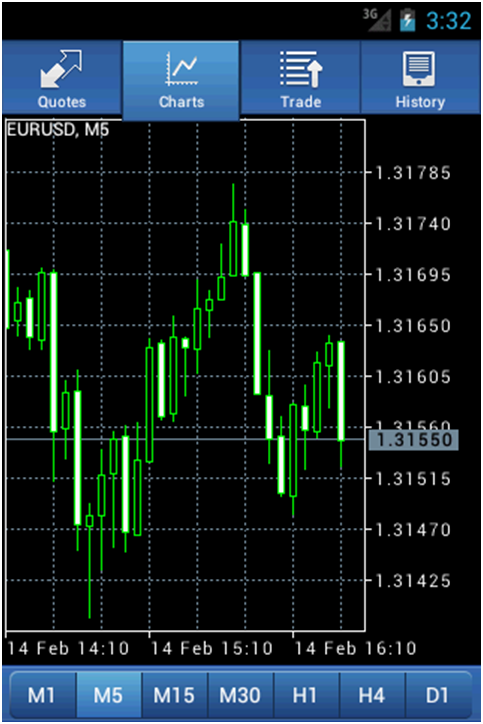 3G 3:32
Quotes Charts Trade History
EURUSD, M5
1.31785
1.31740
1.31695
1.31650
1.31605
1.31560
1.31550
1.31515
1.31470
1.31425
14 Feb 14:10 14 Feb 15:10 14 Feb 16:10
M1 M5 M15 M30 H1 H4 D1